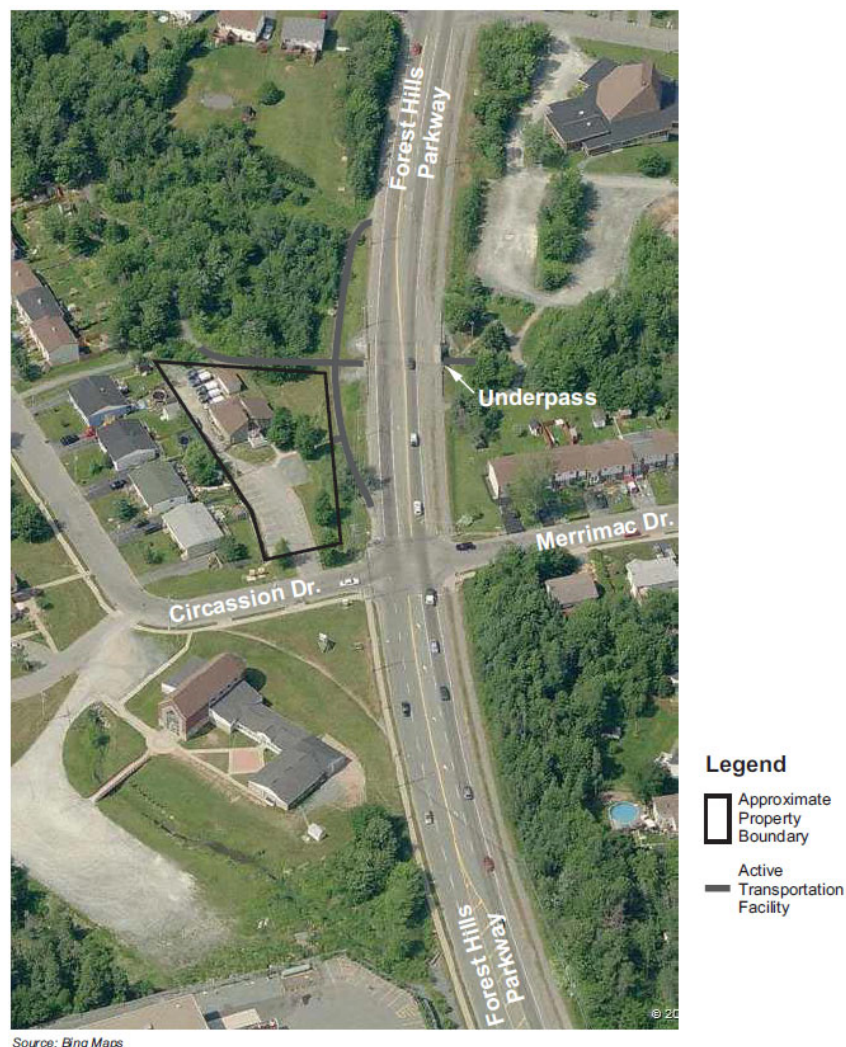 Forest Hills
Parkway
Underpass
Merrimac Dr.
Circassion Dr.
Forest Hills
Parkway
© 20
Legend
Approximate
Property
Boundary
Active
Transportation
Facility
Source: Bing Maps